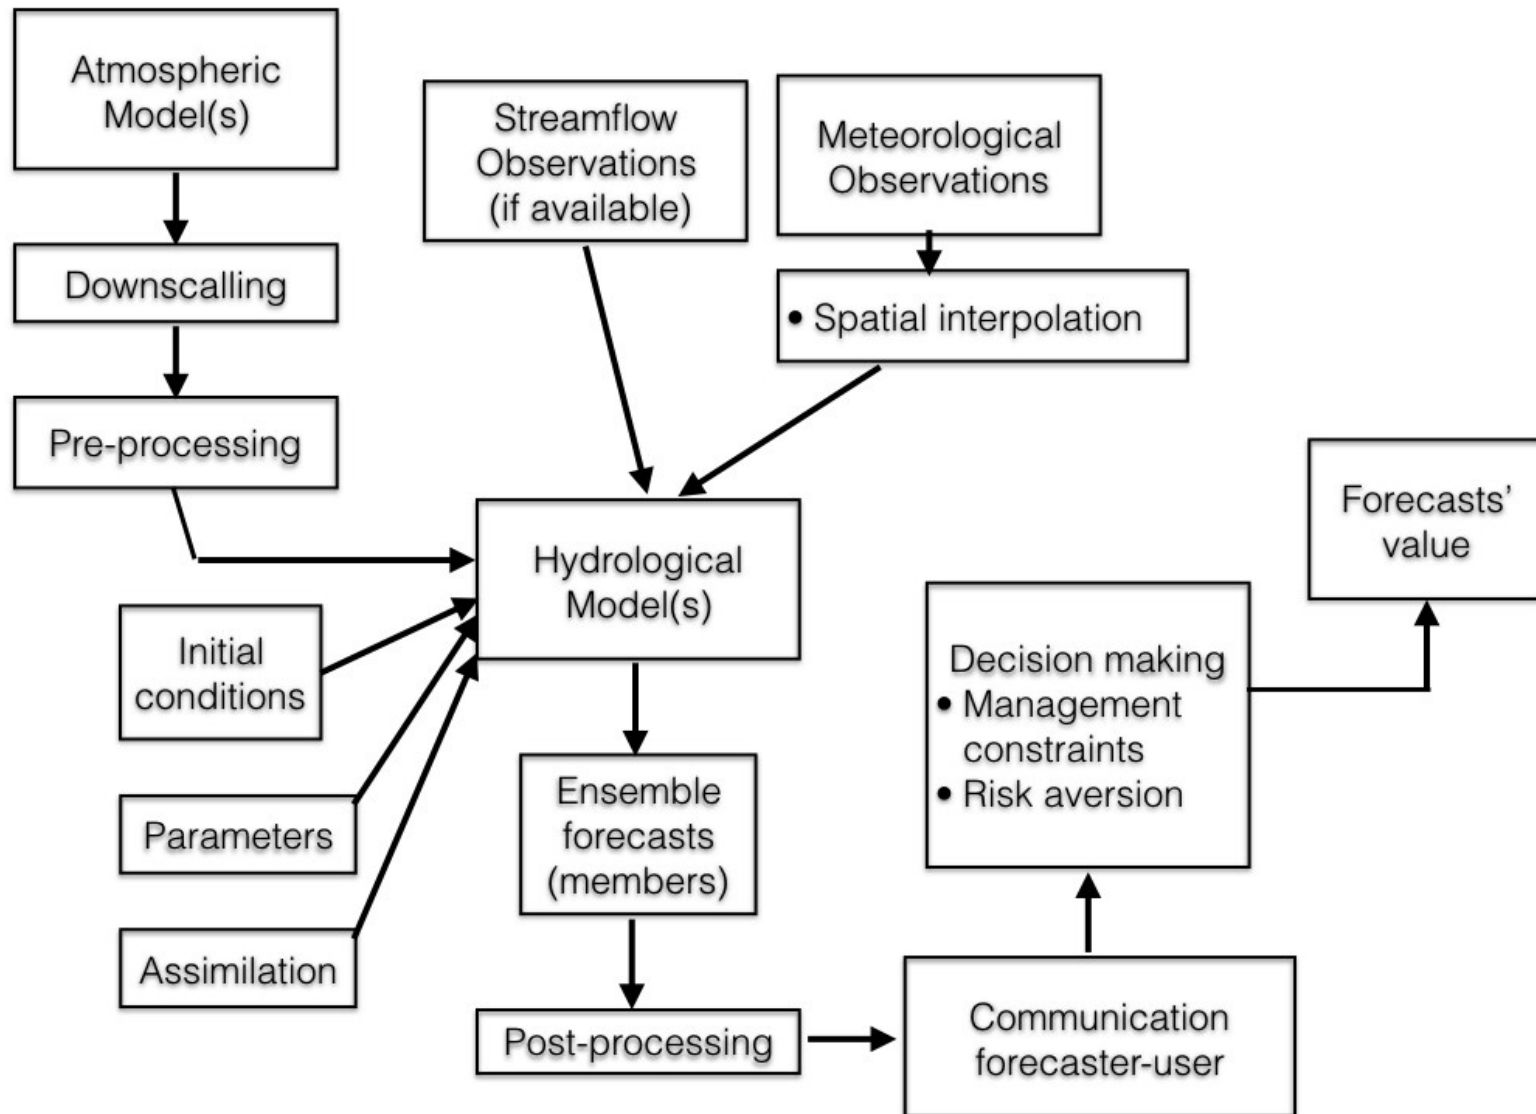 Atmospheric
Model(s)
Streamflow
Observations
(if available)
Meteorological
Observations
Downscalling
• Spatial interpolation
Pre-processing
Forecasts’
value
Hydrological
Model(s)
Initial
conditions
Decision making
• Management
constraints
• Risk aversion
Ensemble
forecasts
(members)
Parameters
Assimilation
Post-processing
Communication
forecaster-user